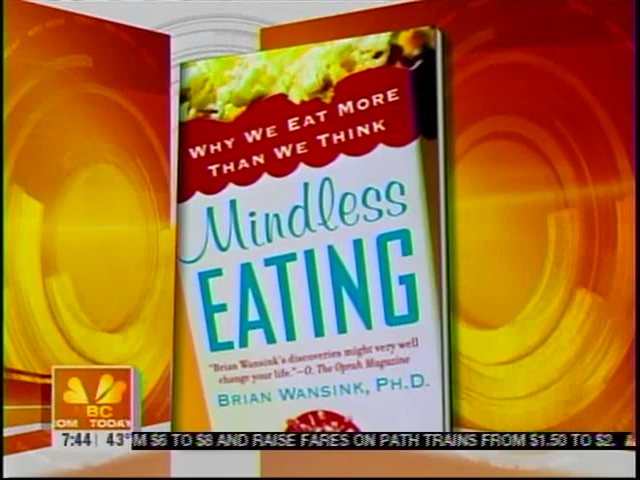 WHY WE EAT MORE
THAN WE THINK
Mindless
EATING
"Brian Wansink's discoveries might very well
change your life."—O, The Oprah Magazine
BRIAN WANSINK, PH.D.
BC
OM TODAY
7:44 43° M $6 TO $8 AND RAISE FARES ON PATH TRAINS FROM $1.50 TO $2.